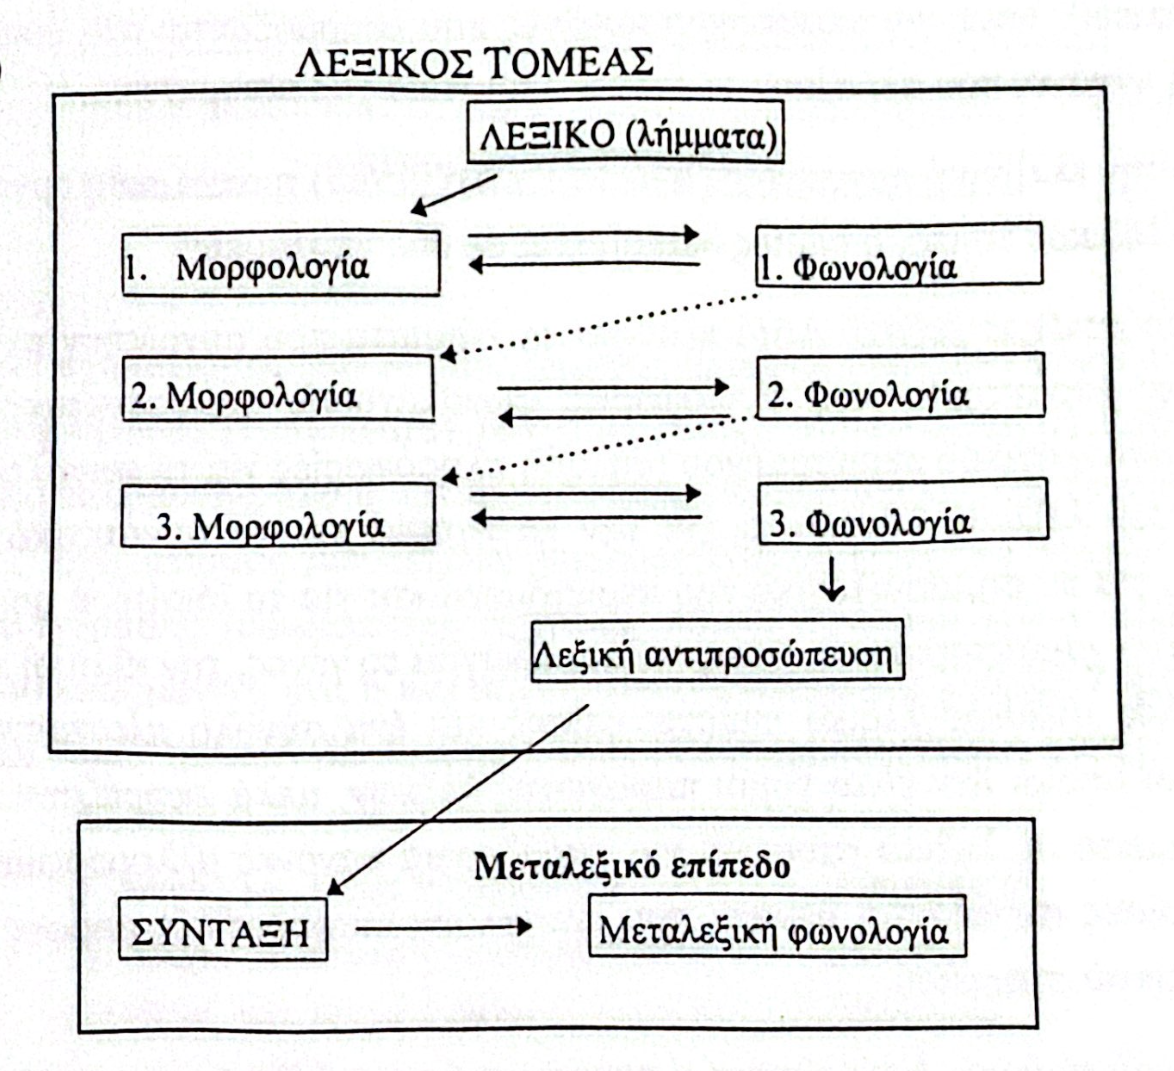 ΛΕΞΙΚΟΣ ΤΟΜΕΑΣ
ΛΕΞΙΚΟ (λήμματα)
1. Μορφολογία
1. Φωνολογία
2. Μορφολογία
2. Φωνολογία
3. Μορφολογία
3. Φωνολογία
Λεξική αντιπροσώπευση
Μεταλεξικό επίπεδο
ΣΥΝΤΑΞΗ
Μεταλεξική φωνολογία